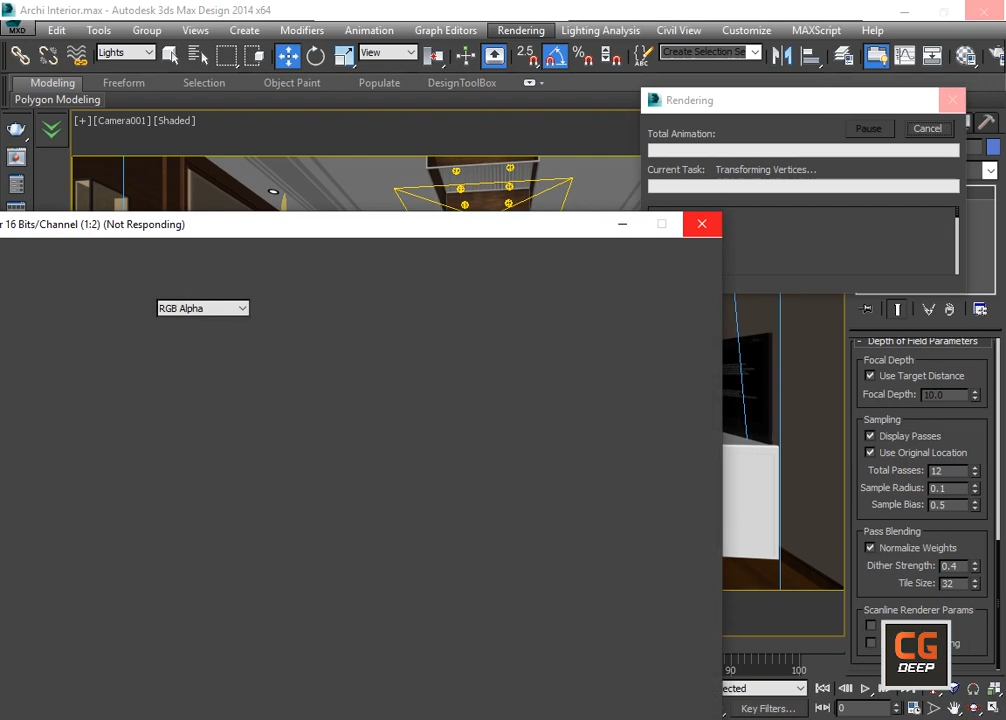 Archi Interior.max - Autodesk 3ds Max Design 2014 x64
MXD Edit Tools Group Views Create Modifiers Animation Graph Editors Rendering Lighting Analysis Civil View Customize MAXScript Help
Lights View 2.5 Create Selection Se
Modeling Freeform Selection Object Paint Populate DesignToolBox
Polygon Modeling
[+] [Camera001] [Shaded]
Rendering
Total Animation:
Pause Cancel
Current Task: Transforming Vertices...
r 16 Bits/Channel (1:2) (Not Responding)
RGB Alpha
- Depth of Field Parameters
Focal Depth
Use Target Distance
Focal Depth: 10.0
Sampling
Display Passes
Use Original Location
Total Passes: 12
Sample Radius: 0.1
Sample Bias: 0.5
Pass Blending
Normalize Weights
Dither Strength: 0.4
Tile Size: 32
Scanline Renderer Params
CG
DEEP
90 100
ected
Key Filters... 0